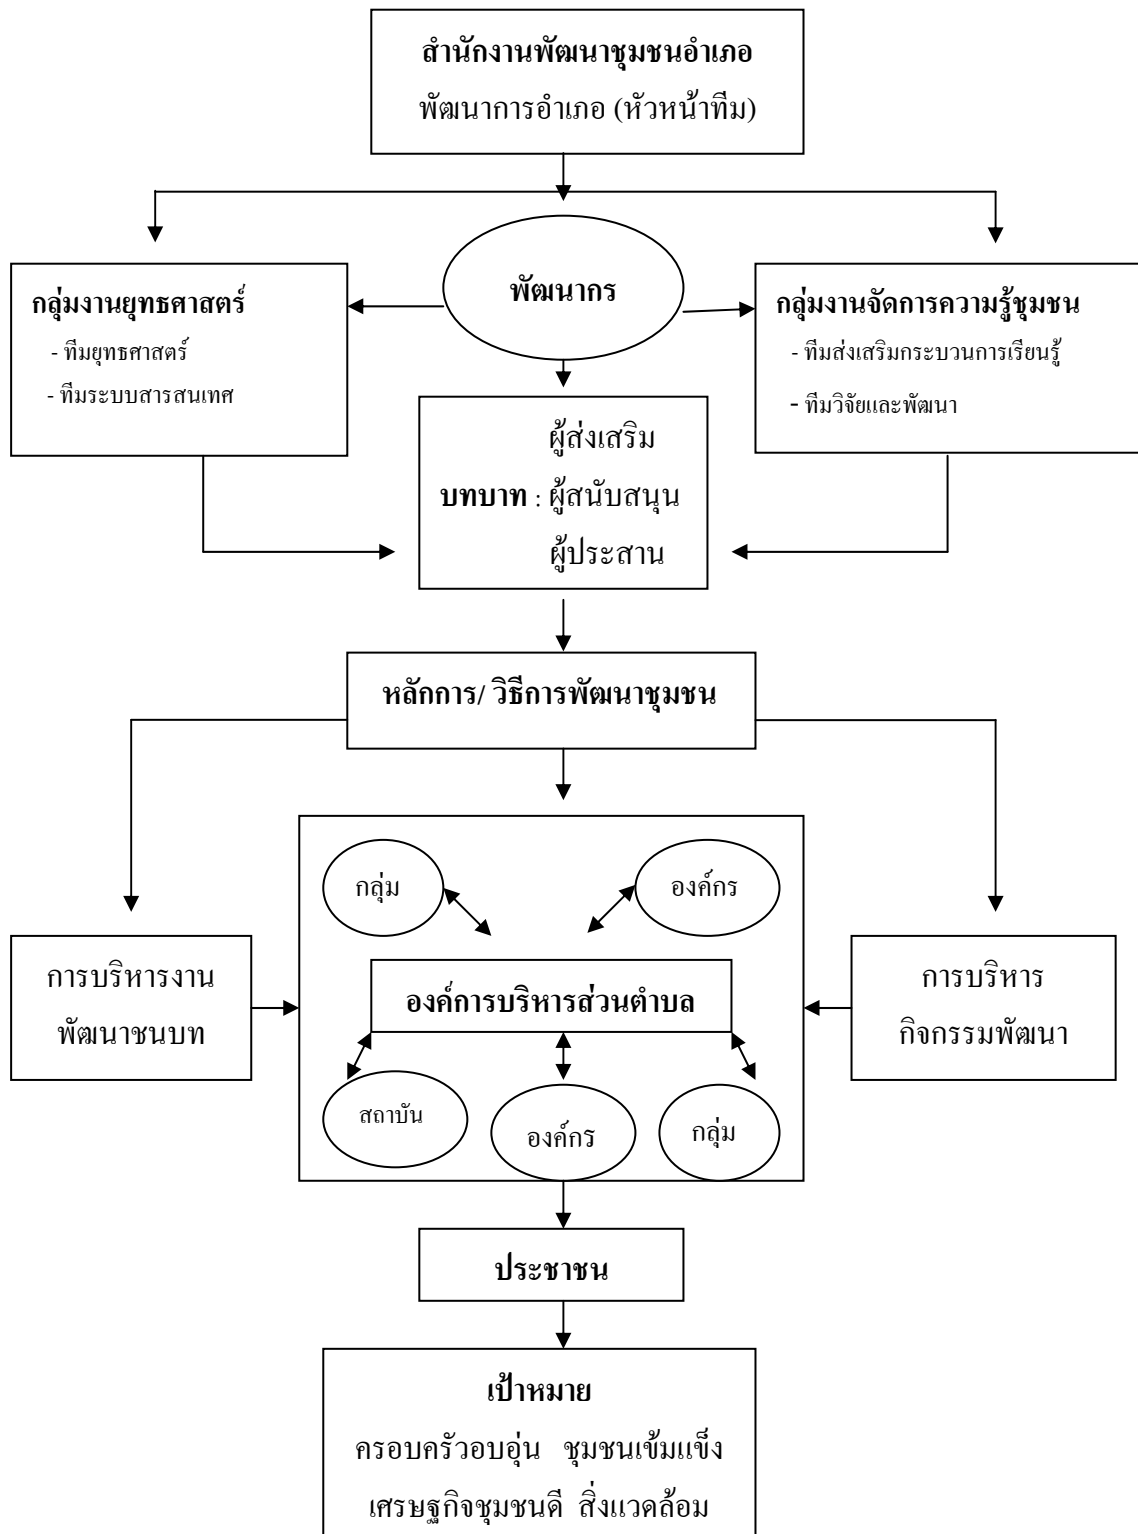 สำนักงานพัฒนาชุมชนอำเภอ
พัฒนาการอำเภอ (หัวหน้าทีม)
พัฒนากร
กลุ่มงานยุทธศาสตร์
- ทีมยุทธศาสตร์
- ทีมระบบสารสนเทศ
กลุ่มงานจัดการความรู้ชุมชน
- ทีมส่งเสริมกระบวนการเรียนรู้
- ทีมวิจัยและพัฒนา
ผู้ส่งเสริม
บทบาท : ผู้สนับสนุน
ผู้ประสาน
หลักการ/ วิธีการพัฒนาชุมชน
กลุ่ม
องค์กร
การบริหารงาน
พัฒนาชนบท
องค์การบริหารส่วนตำบล
การบริหาร
กิจกรรมพัฒนา
สถาบัน
องค์กร
กลุ่ม
ประชาชน
เป้าหมาย
ครอบครัวอบอุ่น ชุมชนเข้มแข็ง
เศรษฐกิจชุมชนดี สิ่งแวดล้อม